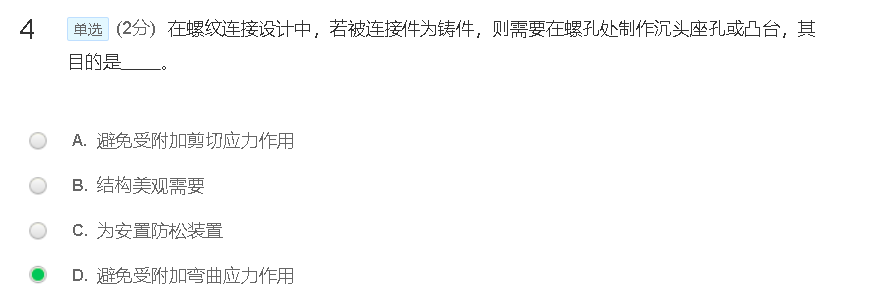 4 单选 (2分) 在螺纹连接设计中，若被连接件为铸件，则需要在螺孔处制作沉头座孔或凸台，其
目的是____。
A. 避免受附加剪切应力作用
B. 结构美观需要
C. 为安置防松装置
D. 避免受附加弯曲应力作用